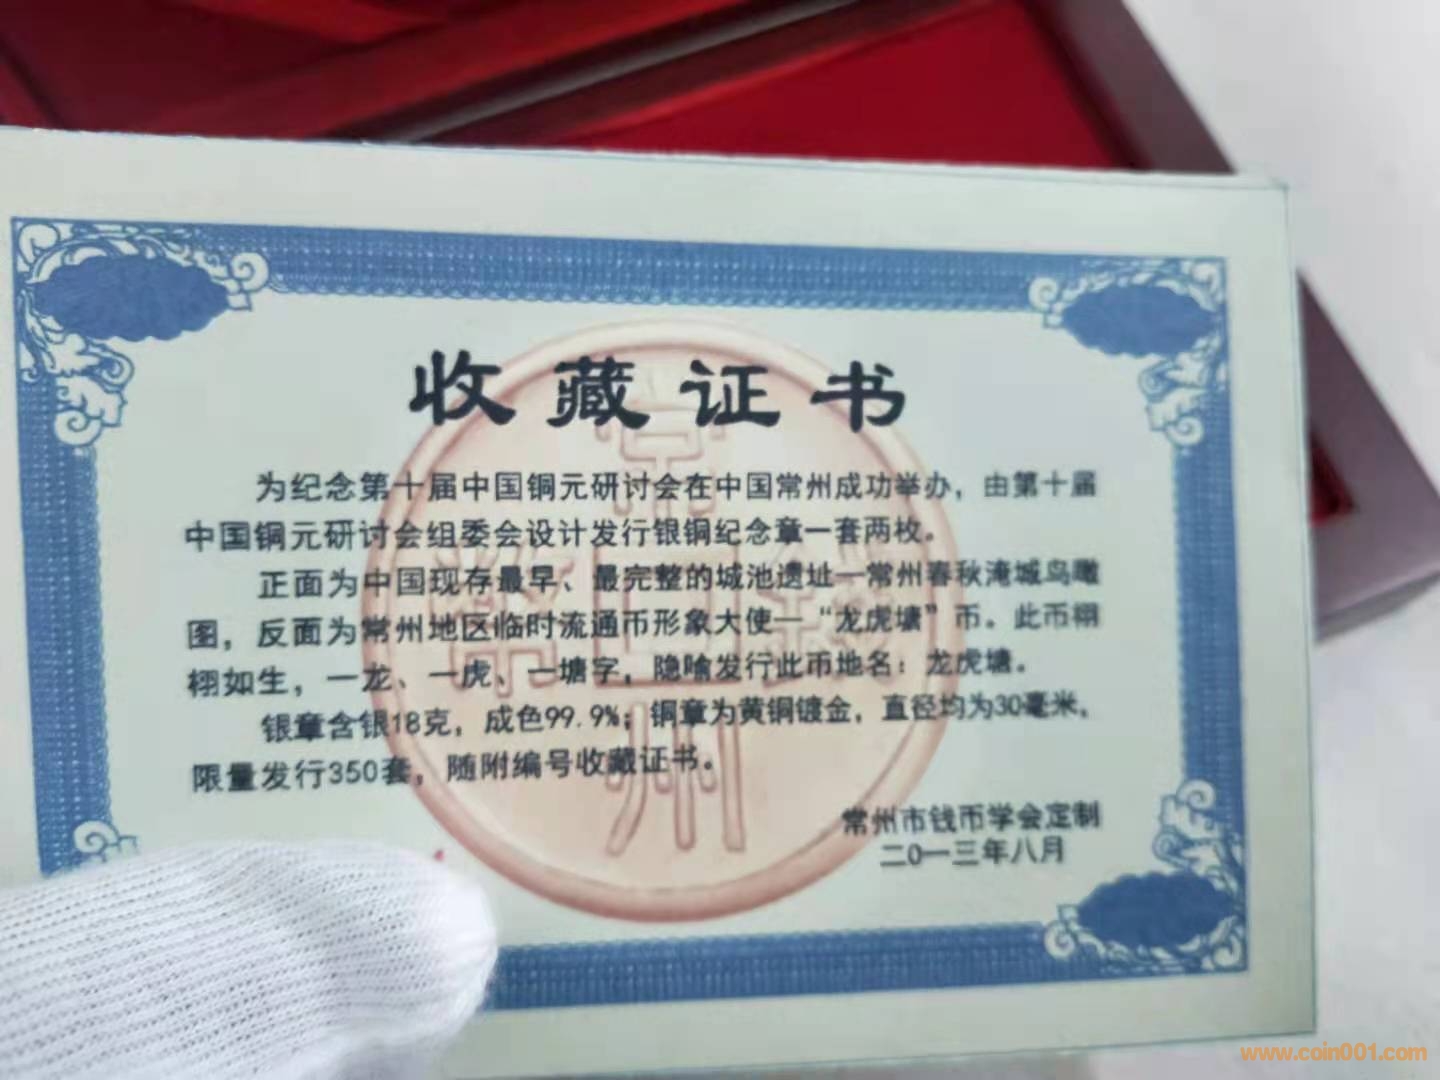 收藏证书
为纪念第十届中国铜元研讨会在中国常州成功举办，由第十届
中国铜元研讨会组委会设计发行银铜纪念章一套两枚。
正面为中国现存最早、最完整的城池遗址—常州春秋淹城鸟瞰
图，反面为常州地区临时流通币形象大使—“龙虎塘”币。此币栩
栩如生，一龙、一虎、一塘字，隐喻发行此币地名：龙虎塘。
银章含银18克，成色99.9%；铜章为黄铜镀金，直径均为30毫米，
限量发行350套，随附编号收藏证书。
常州市钱币学会定制
二0一三年八月
www.coin001.com